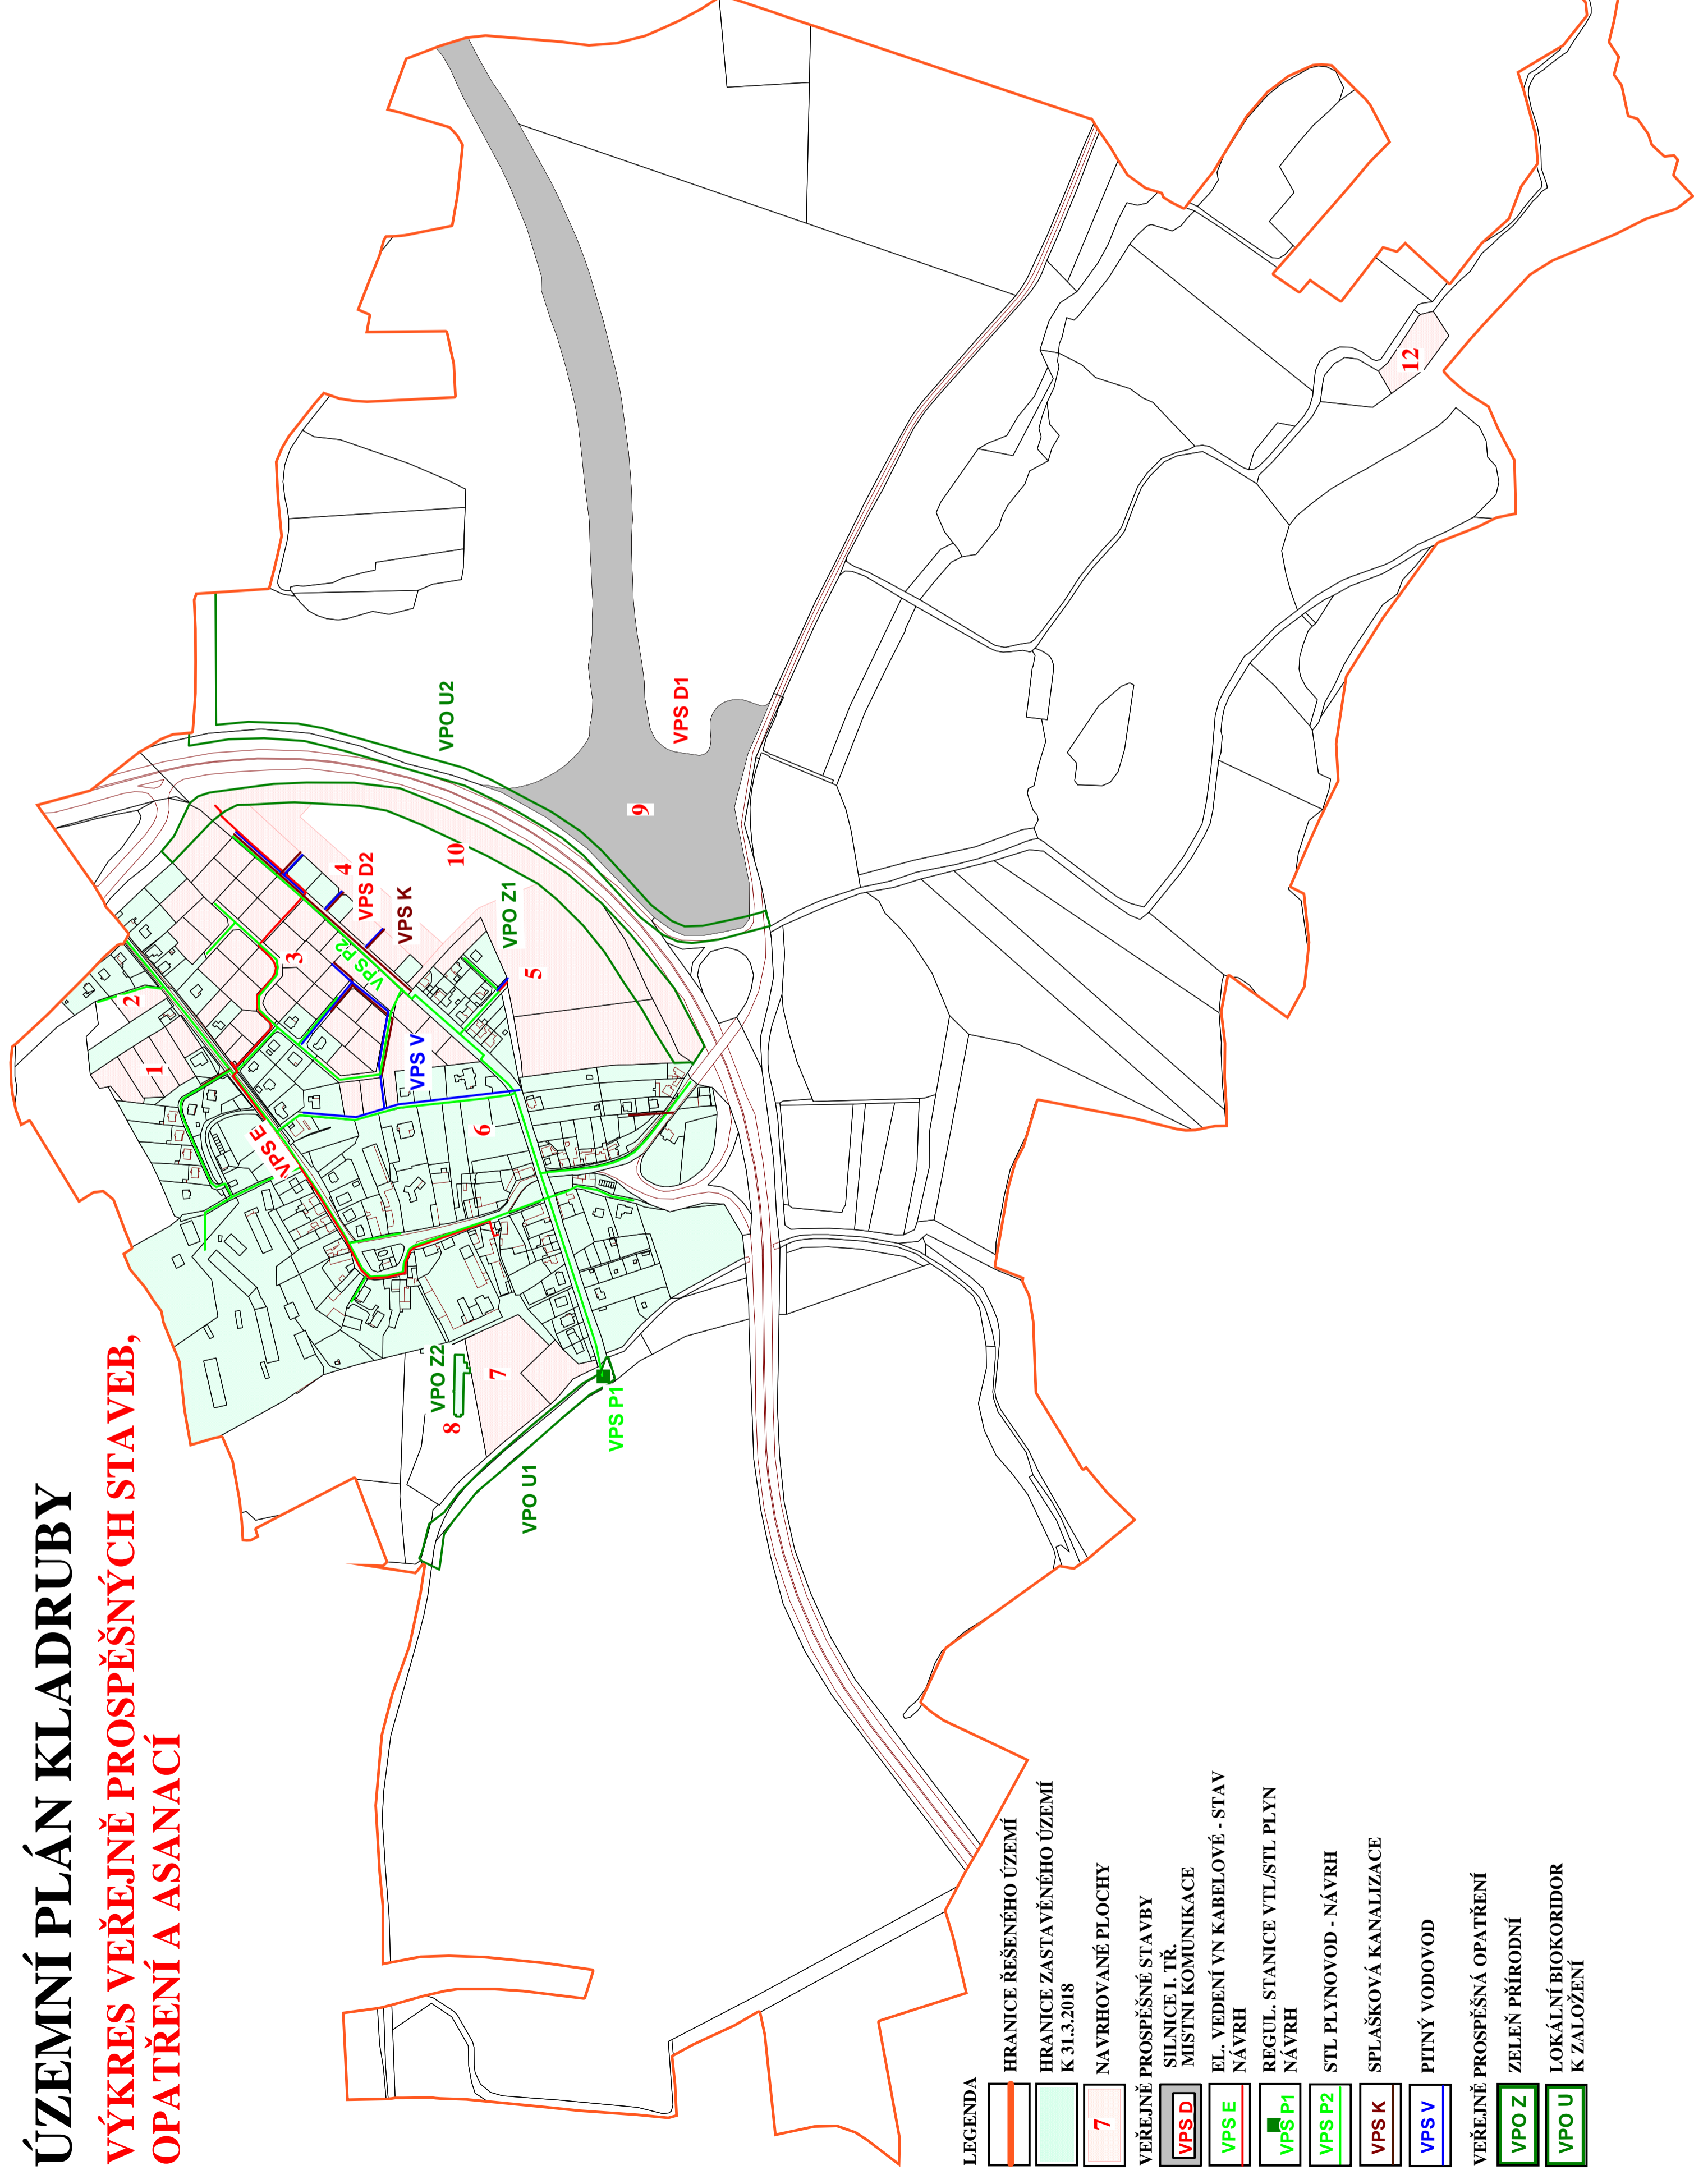 ÚZEMNÍ PLÁN KLADRUBY
VÝKRES VEŘEJNĚ PROSPĚŠNÝCH STAVEB,
OPATŘENÍ A ASANACÍ
1
2
3
4
VPS D2
VPS K
VPS P2
VPS V
VPS E
5
6
7
8
9
10
12
VPO Z1
VPO Z2
VPO U1
VPO U2
VPS D1
VPS P1
LEGENDA
HRANICE ŘEŠENÉHO ÚZEMÍ
HRANICE ZASTAVĚNÉHO ÚZEMÍ
K 31.3.2018
7
NAVRHOVANÉ PLOCHY
VEŘEJNĚ PROSPĚŠNÉ STAVBY
VPS D
SILNICE I. TŘ.
MISTNI KOMUNIKACE
VPS E
EL. VEDENÍ VN KABELOVÉ - STAV
NÁVRH
VPS P1
REGUL. STANICE VTL/STL PLYN
NÁVRH
VPS P2
STL PLYNOVOD - NÁVRH
VPS K
SPLAŠKOVÁ KANALIZACE
VPS V
PITNÝ VODOVOD
VEŘEJNĚ PROSPĚŠNÁ OPATŘENÍ
VPO Z
ZELEŇ PŘÍRODNÍ
VPO U
LOKÁLNÍ BIOKORIDOR
K ZALOŽENÍ